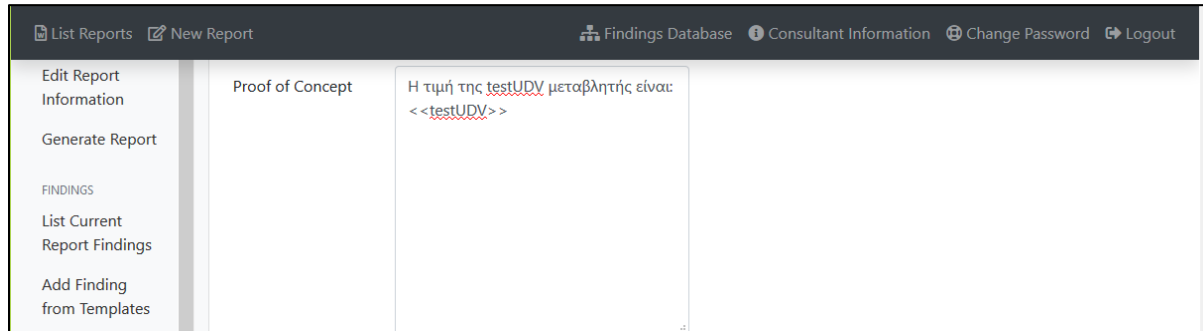 List Reports New Report Findings Database Consultant Information Change Password Logout
Edit Report
Information
Generate Report
FINDINGS
List Current
Report Findings
Add Finding
from Templates
Proof of Concept
Η τιμή της testUDV μεταβλητής είναι:
<<testUDV>>